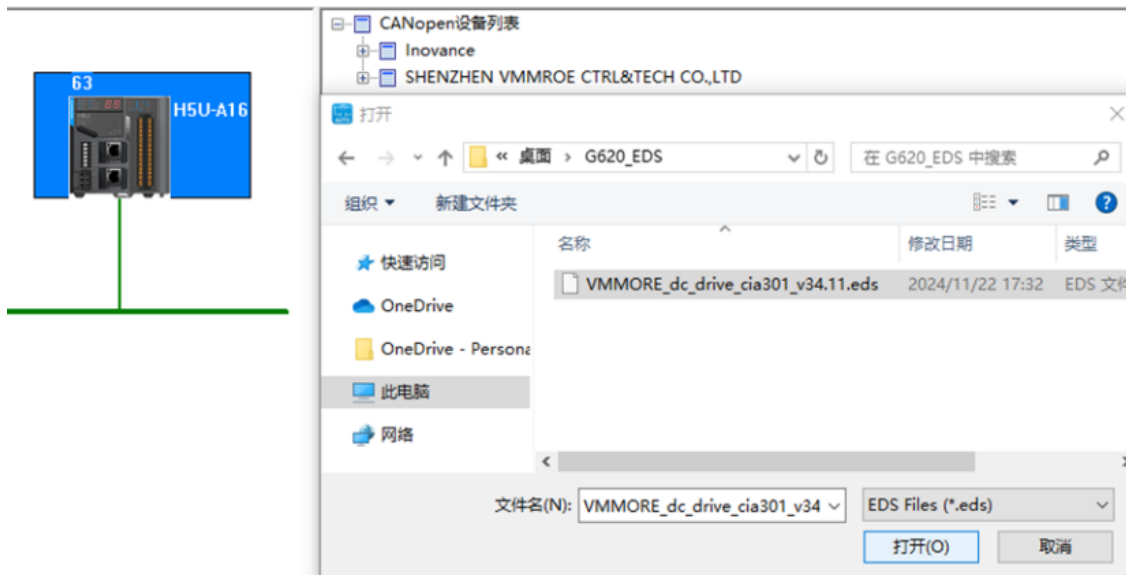 CANopen设备列表
Inovance
SHENZHEN VMMROE CTRL&TECH CO.,LTD
63
H5U-A16
打开
« 桌面 › G620_EDS
在 G620_EDS 中搜索
组织
新建文件夹
名称
修改日期
类型
快速访问
VMMORE_dc_drive_cia301_v34.11.eds
2024/11/22 17:32
EDS 文件
OneDrive
OneDrive - Persona
此电脑
网络
文件名(N):
VMMORE_dc_drive_cia301_v34
EDS Files (*.eds)
打开(O)
取消